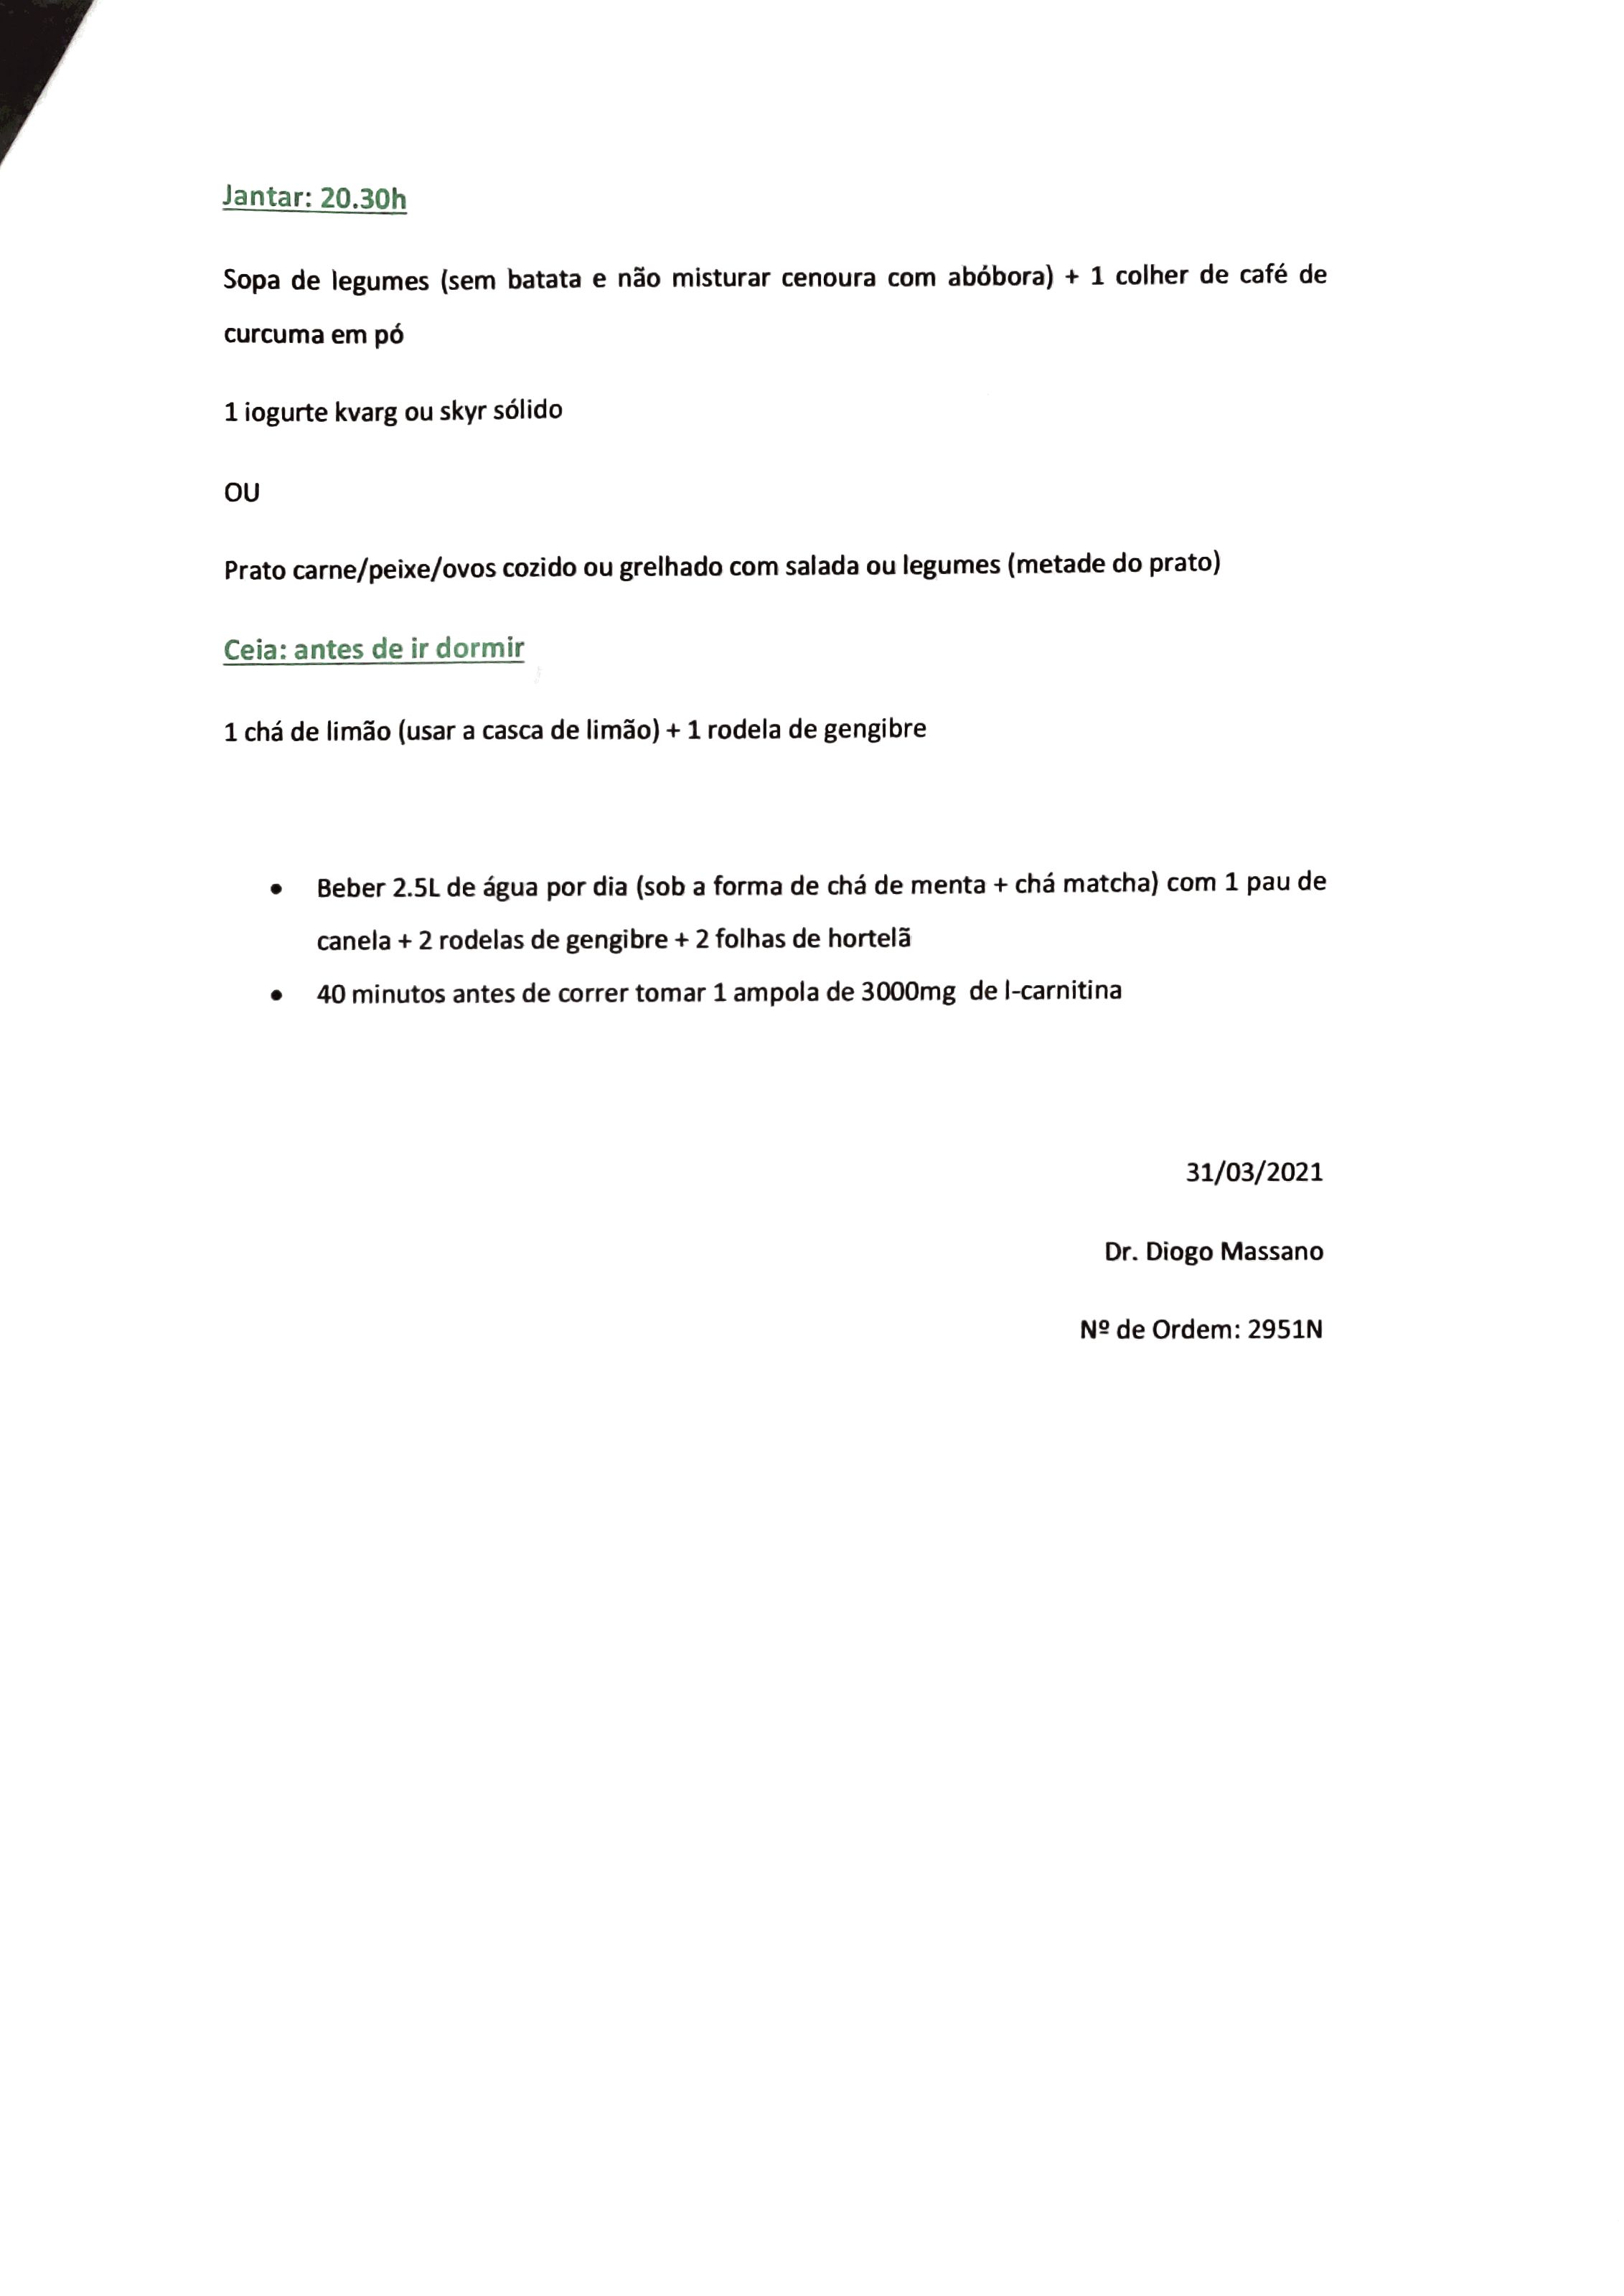 Jantar: 20.30h
Sopa de legumes (sem batata e não misturar cenoura com abóbora) + 1 colher de café de
curcuma em pó
1 iogurte kvarg ou skyr sólido
OU
Prato carne/peixe/ovos cozido ou grelhado com salada ou legumes (metade do prato)
Ceia: antes de ir dormir
1 chá de limão (usar a casca de limão) + 1 rodela de gengibre
• Beber 2.5L de água por dia (sob a forma de chá de menta + chá matcha) com 1 pau de
canela + 2 rodelas de gengibre + 2 folhas de hortelã
• 40 minutos antes de correr tomar 1 ampola de 3000mg  de l-carnitina
31/03/2021
Dr. Diogo Massano
Nº de Ordem: 2951N